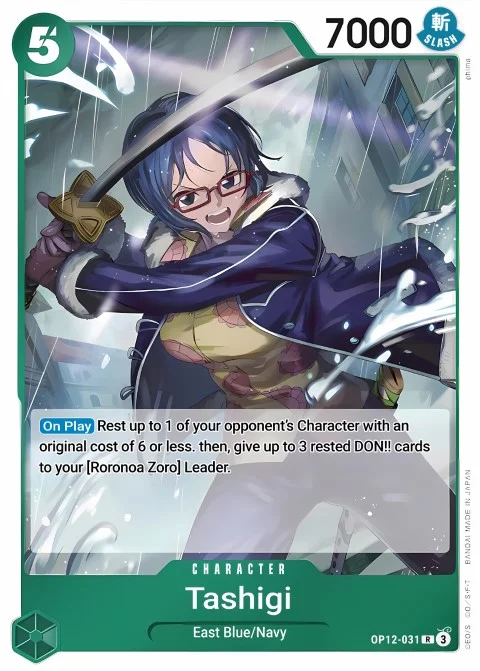 5
7000
斬
SLASH
phima
On Play Rest up to 1 of your opponent's Character with an
original cost of 6 or less. then, give up to 3 rested DON!! cards
to your [Roronoa Zoro] Leader.
CHARACTER
Tashigi
East Blue/Navy
OP12-031 R 3
©E.O/S ©O/S・F・T BANDAI MADE IN JAPAN